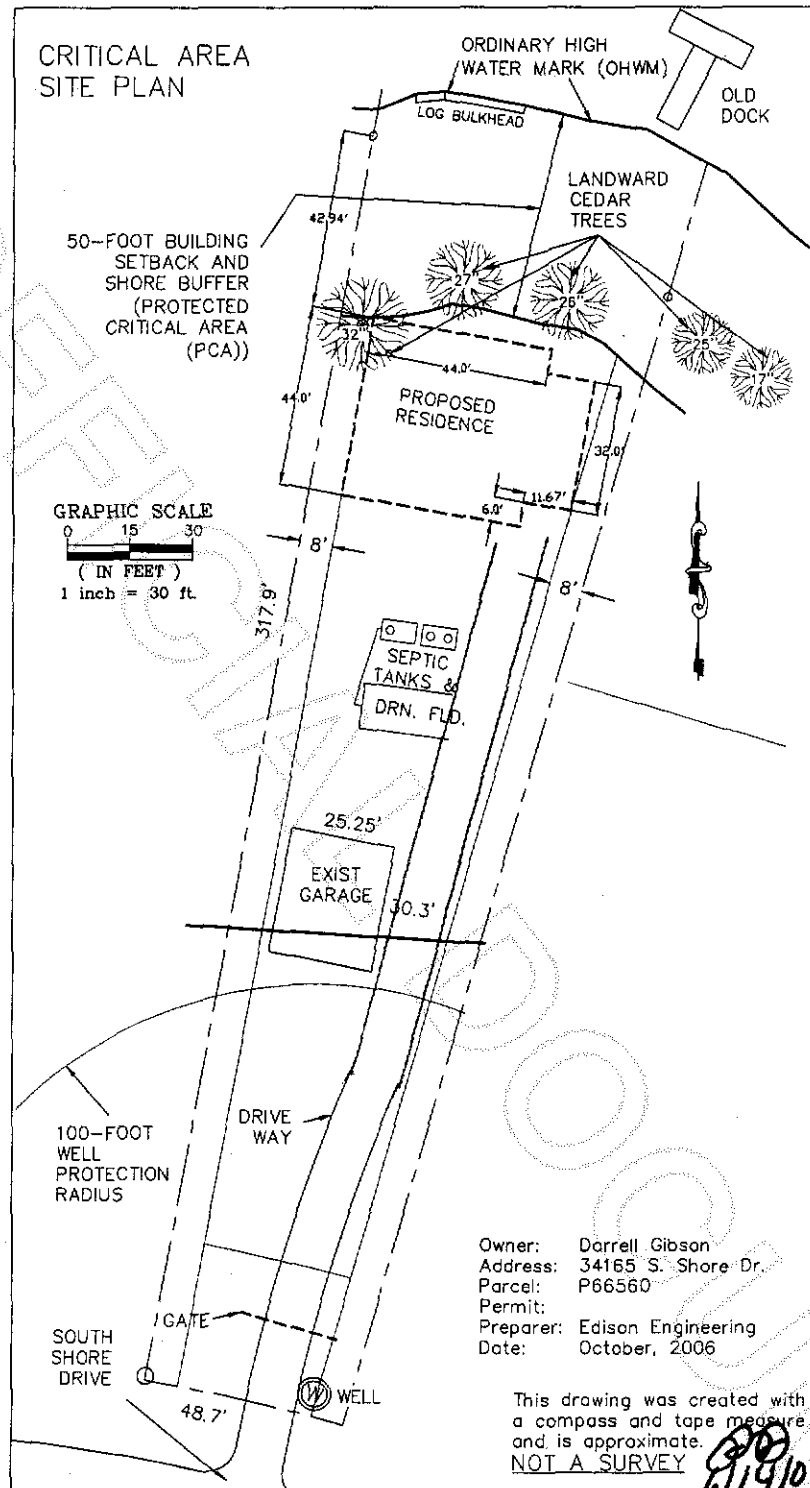 CRITICAL AREA
SITE PLAN
ORDINARY HIGH
WATER MARK (OHWM)
OLD
DOCK
LOG BULKHEAD
LANDWARD
CEDAR
TREES
42.94'
50-FOOT BUILDING
SETBACK AND
SHORE BUFFER
(PROTECTED
CRITICAL AREA
(PCA))
27"
26"
32"
25"
17"
44.0'
44.0'
PROPOSED
RESIDENCE
32.0'
11.67'
6.0'
GRAPHIC SCALE
0 15 30
( IN FEET )
1 inch = 30 ft.
8'
8'
317.9'
SEPTIC
TANKS &
DRN. FLD.
25.25'
EXIST
GARAGE
30.3'
DRIVE
WAY
100-FOOT
WELL
PROTECTION
RADIUS
GATE
SOUTH
SHORE
DRIVE
W WELL
48.7'
Owner: Darrell Gibson
Address: 34165 S. Shore Dr.
Parcel: P66560
Permit:
Preparer: Edison Engineering
Date: October, 2006
This drawing was created with
a compass and tape measure
and is approximate.
NOT A SURVEY